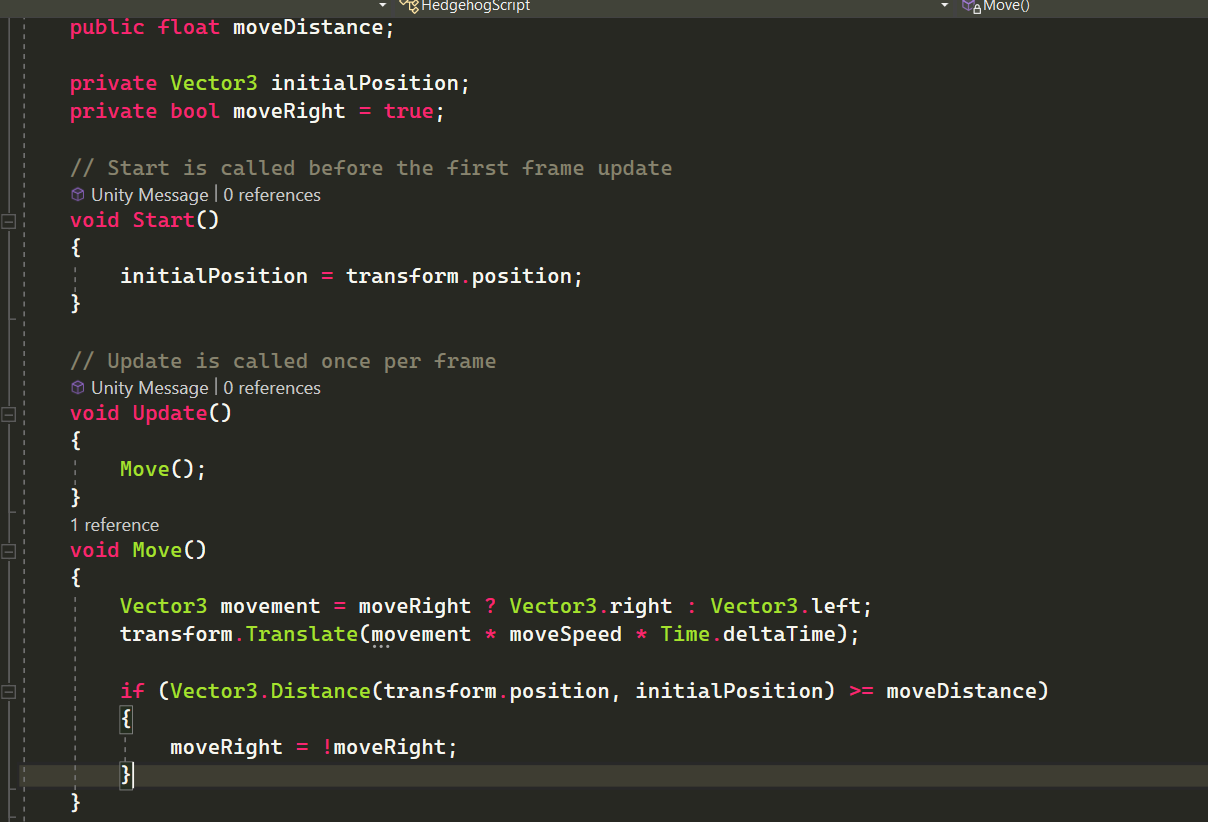 HedgehogScript Move()
public float moveDistance;
private Vector3 initialPosition;
private bool moveRight = true;
// Start is called before the first frame update
Unity Message | 0 references
void Start()
{
initialPosition = transform.position;
}
// Update is called once per frame
Unity Message | 0 references
void Update()
{
Move();
}
1 reference
void Move()
{
Vector3 movement = moveRight ? Vector3.right : Vector3.left;
transform.Translate(movement * moveSpeed * Time.deltaTime);
if (Vector3.Distance(transform.position, initialPosition) >= moveDistance)
{
moveRight = !moveRight;
}
}